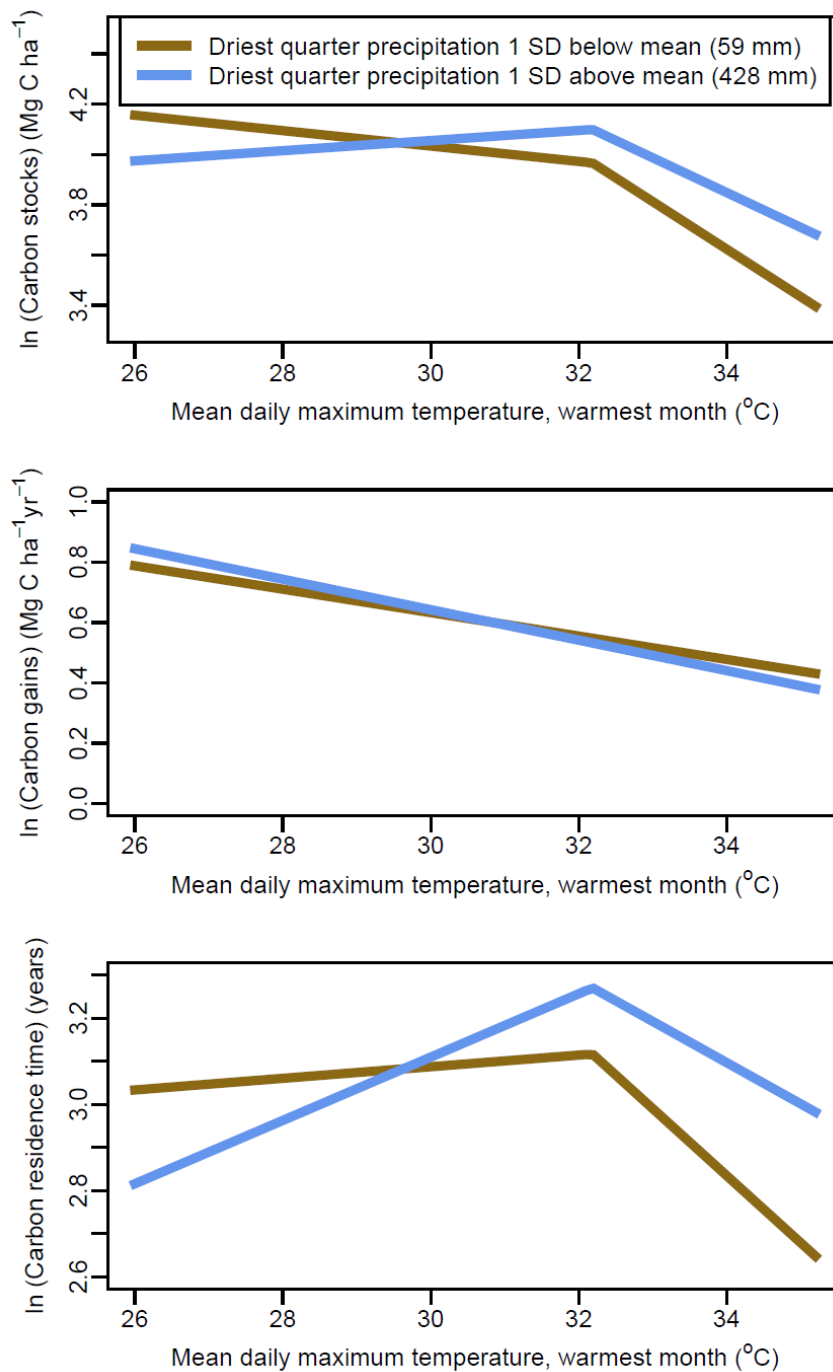 Driest quarter precipitation 1 SD below mean (59 mm)
Driest quarter precipitation 1 SD above mean (428 mm)
ln (Carbon stocks) (Mg C ha⁻¹)
4.2
3.8
3.4
26 28 30 32 34
Mean daily maximum temperature, warmest month (°C)
ln (Carbon gains) (Mg C ha⁻¹yr⁻¹)
1.0
0.8
0.6
0.4
0.2
0.0
26 28 30 32 34
Mean daily maximum temperature, warmest month (°C)
ln (Carbon residence time) (years)
3.2
3.0
2.8
2.6
26 28 30 32 34
Mean daily maximum temperature, warmest month (°C)